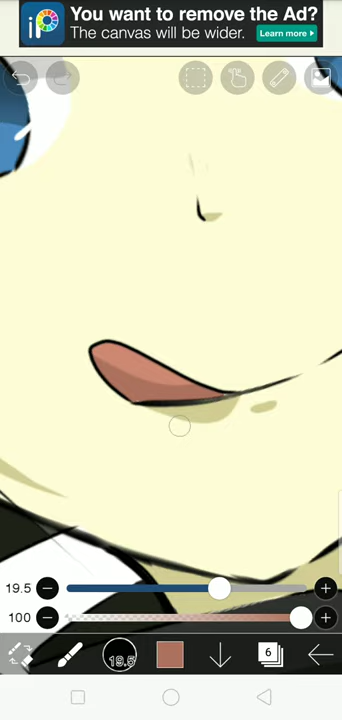 iP
You want to remove the Ad?
The canvas will be wider.
Learn more
19.5
100
19.5
6